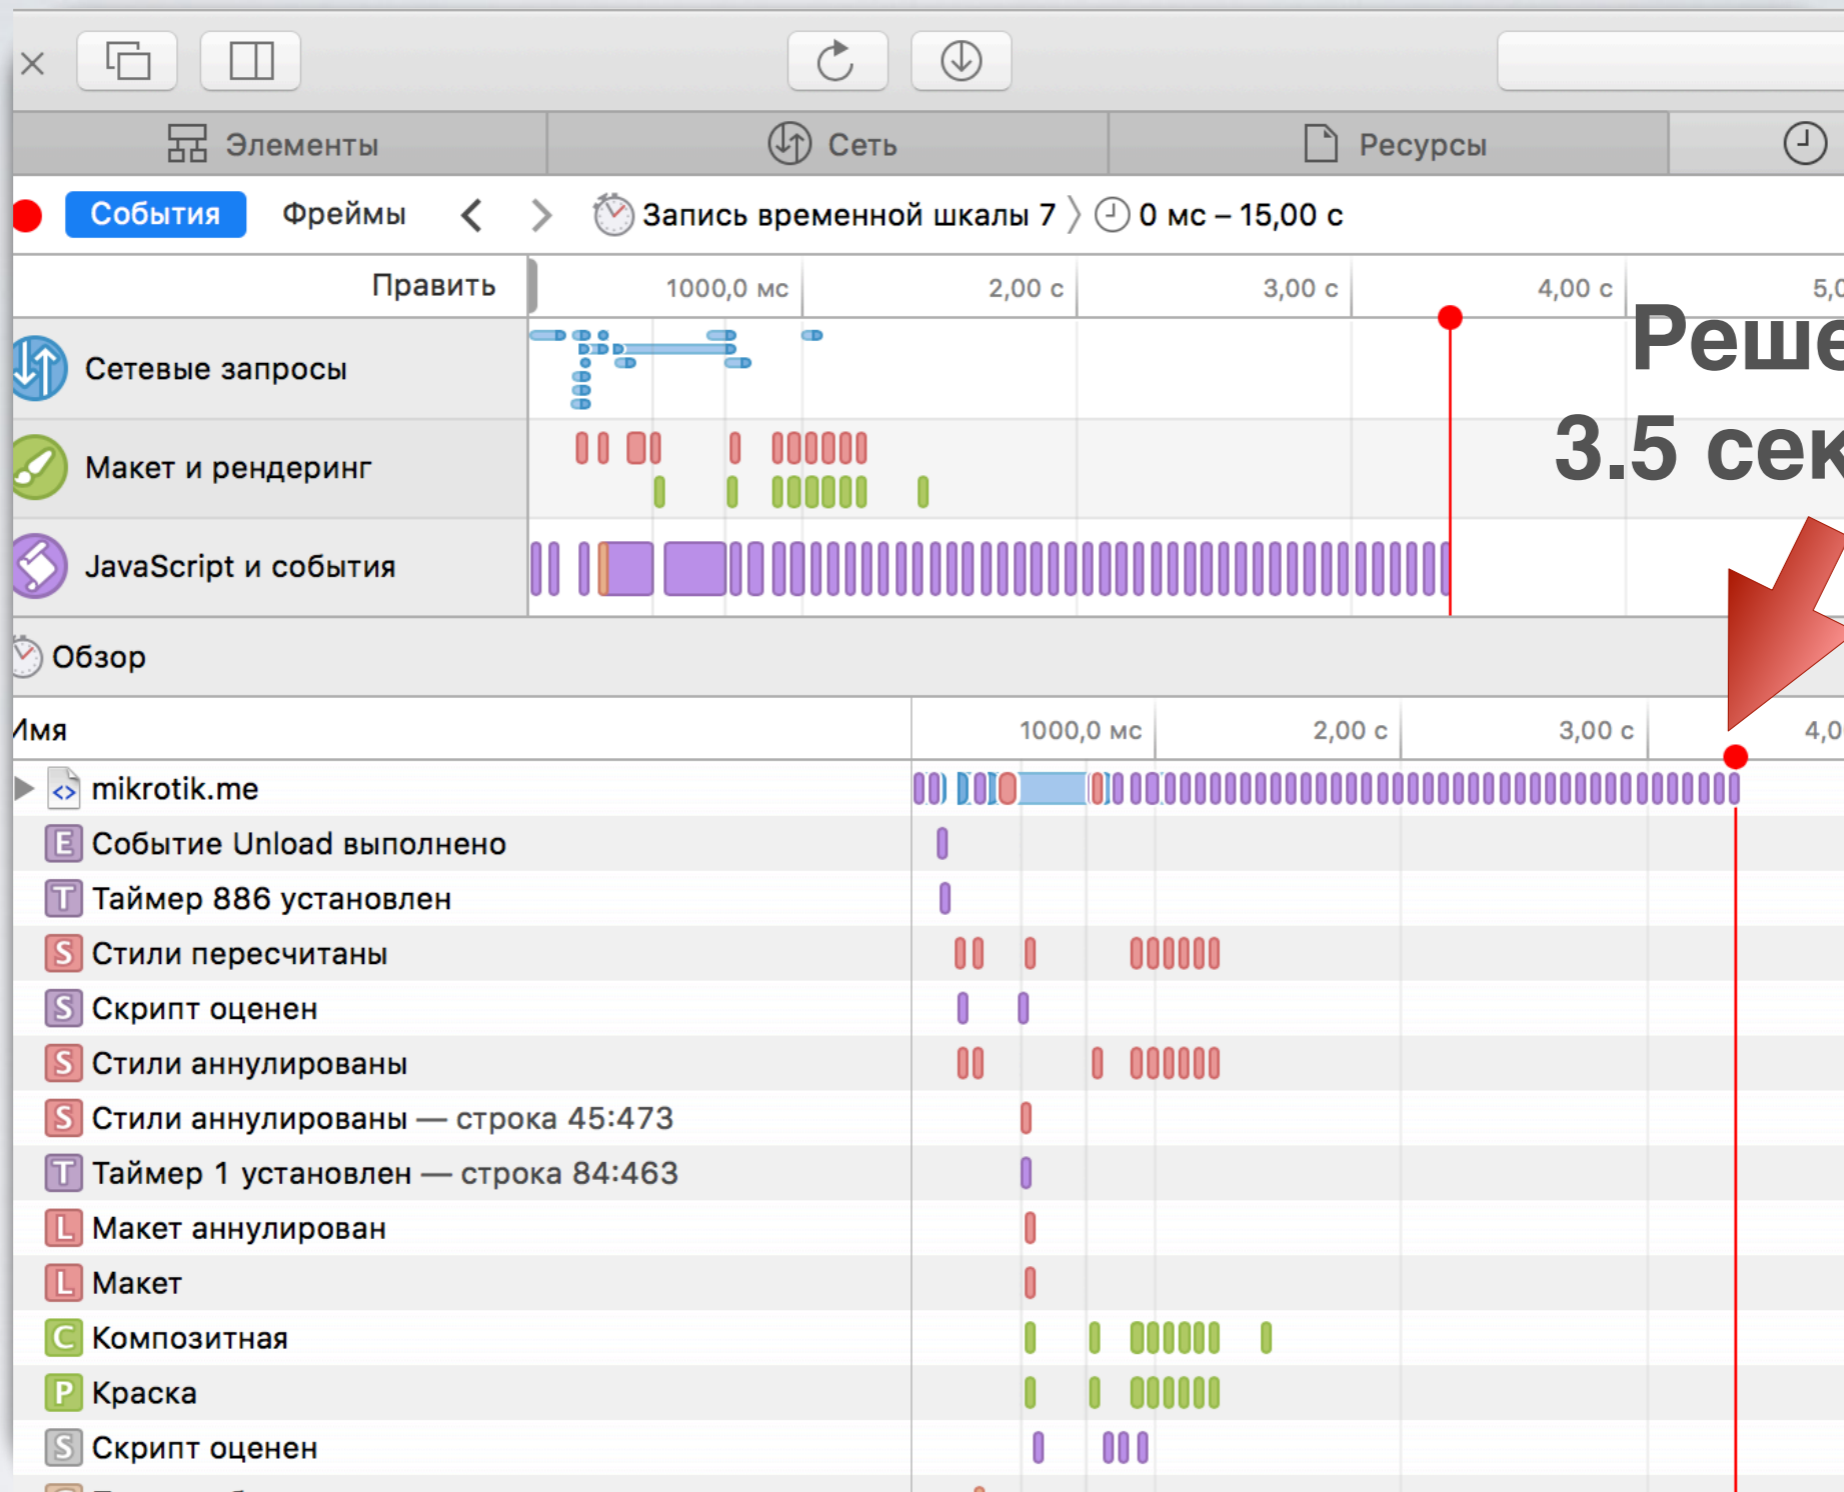 Элементы
Сеть
Ресурсы
События
Фреймы
Запись временной шкалы 7
0 мс – 15,00 с
Править
1000,0 мс
2,00 с
3,00 с
4,00 с
Сетевые запросы
3.5
Макет и рендеринг
JavaScript и события
Обзор
Имя
1000,0 мс
2,00 с
3,00 с
mikrotik.me
E Событие Unload выполнено
T Таймер 886 установлен
S Стили пересчитаны
S Скрипт оценен
S Стили аннулированы
S Стили аннулированы — строка 45:473
T Таймер 1 установлен — строка 84:463
L Макет аннулирован
L Макет
C Композитная
P Краска
S Скрипт оценен